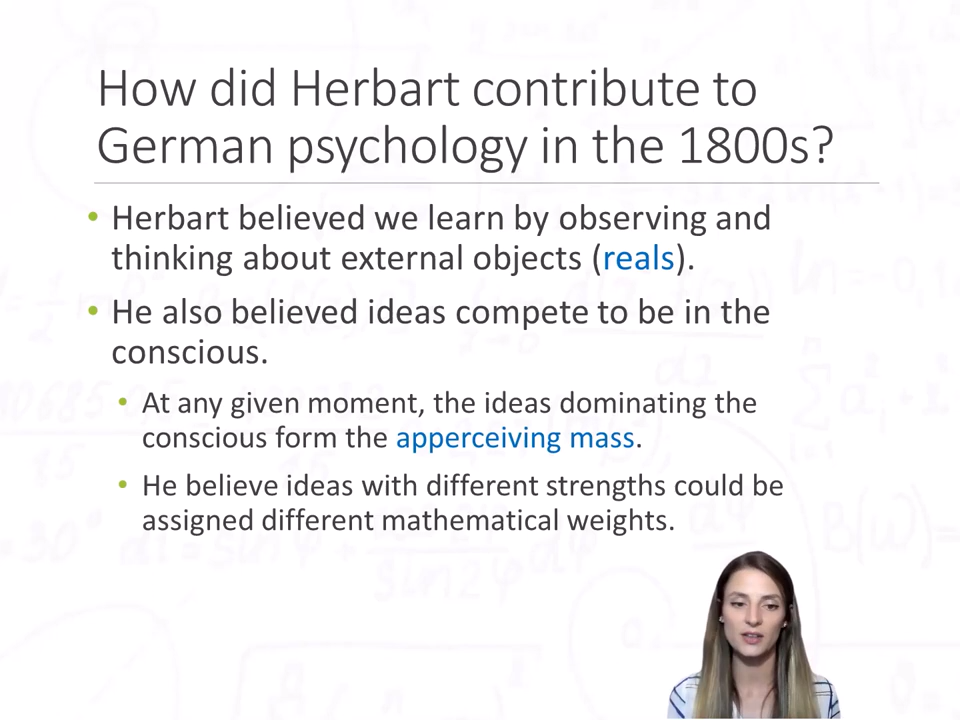 How did Herbart contribute to
German psychology in the 1800s?
• Herbart believed we learn by observing and
thinking about external objects (reals).
• He also believed ideas compete to be in the
conscious.
• At any given moment, the ideas dominating the
conscious form the apperceiving mass.
• He believe ideas with different strengths could be
assigned different mathematical weights.